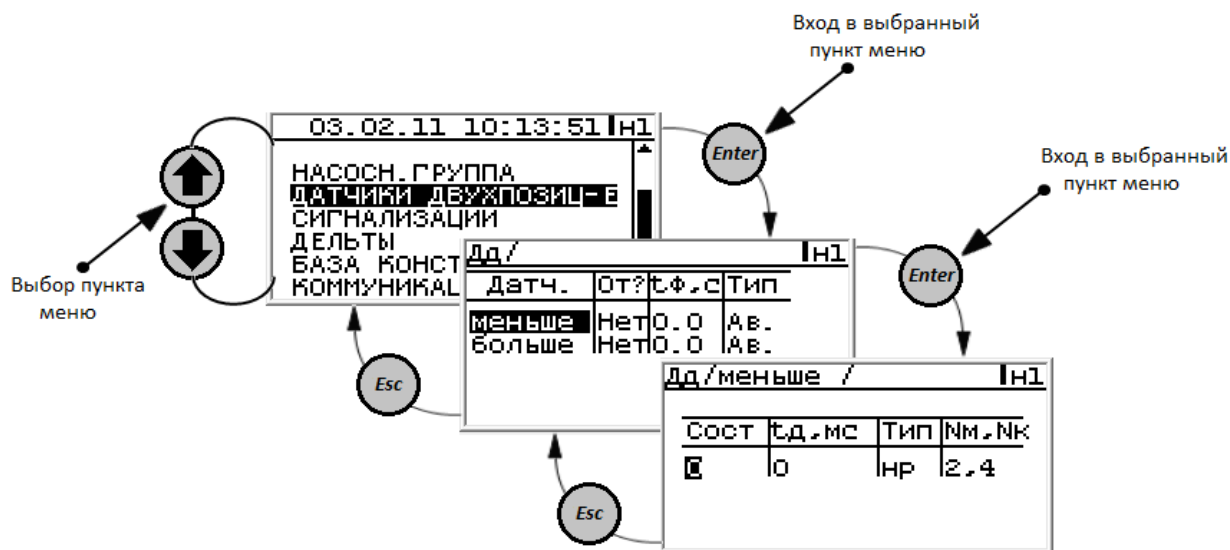 Вход в выбранный
пункт меню
03.02.11 10:13:51 Н1
Enter
НАСОСН.ГРУППА
ДАТЧИКИ ДВУХПОЗИЦ-Е
СИГНАЛИЗАЦИИ
ДЕЛЬТЫ
БАЗА КОНСТ
КОММУНИКАЦ
Выбор пункта
меню
Вход в выбранный
пункт меню
Дд/ Н1
Enter
Датч. От? tФ,с Тип
меньше Нет 0.0 Ав.
больше Нет 0.0 Ав.
Esc
Дд/меньше / Н1
Сост tд,мс Тип Nм,Nк
0 нр 2,4
Esc